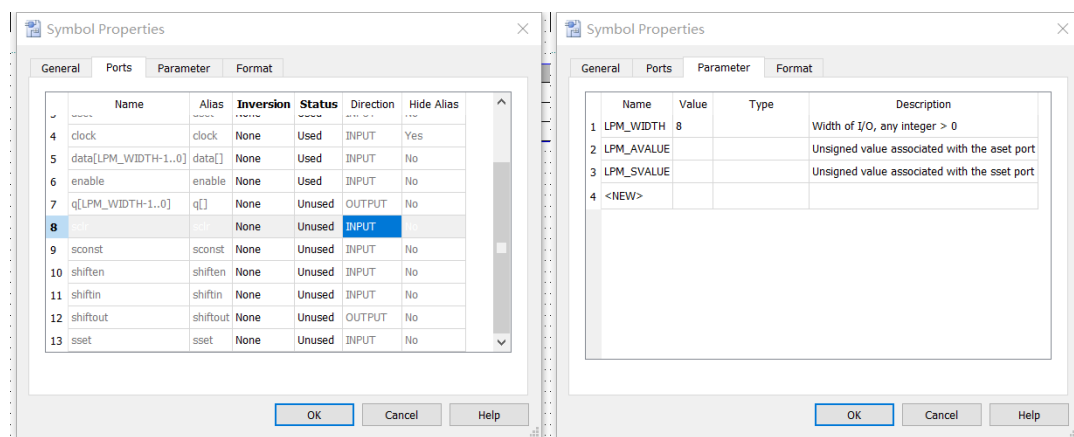 Symbol Properties
General Ports Parameter Format
Name Alias Inversion Status Direction Hide Alias
4 clock clock None Used INPUT Yes
5 data[LPM_WIDTH-1..0] data[] None Used INPUT No
6 enable enable None Used INPUT No
7 q[LPM_WIDTH-1..0] q[] None Unused OUTPUT No
8 sclr sclr None Unused INPUT No
9 sconst sconst None Unused INPUT No
10 shiften shiften None Unused INPUT No
11 shiftin shiftin None Unused INPUT No
12 shiftout shiftout None Unused OUTPUT No
13 sset sset None Unused INPUT No
OK Cancel Help
Symbol Properties
General Ports Parameter Format
Name Value Type Description
1 LPM_WIDTH 8 Width of I/O, any integer > 0
2 LPM_AVALUE Unsigned value associated with the aset port
3 LPM_SVALUE Unsigned value associated with the sset port
4 <NEW>
OK Cancel Help